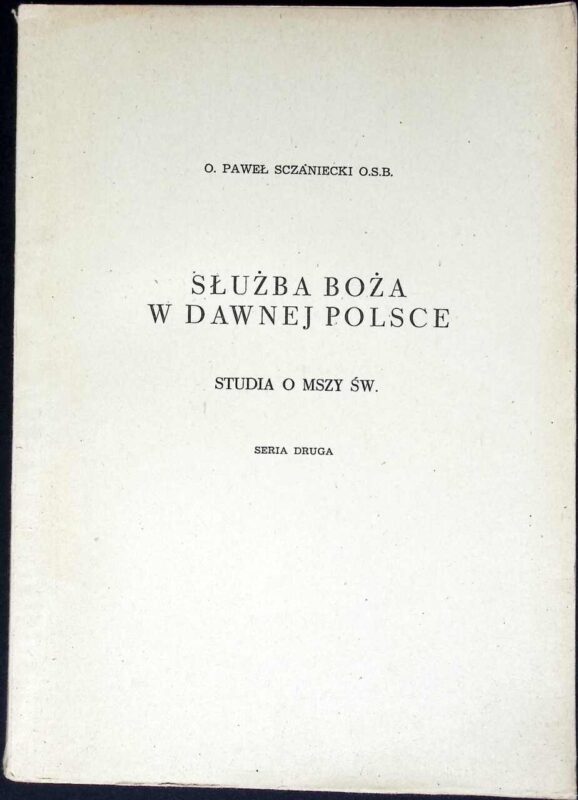 O. PAWEŁ SCZANIECKI O.S.B.
SŁUŻBA BOŻA
W DAWNEJ POLSCE
STUDIA O MSZY ŚW.
SERIA DRUGA